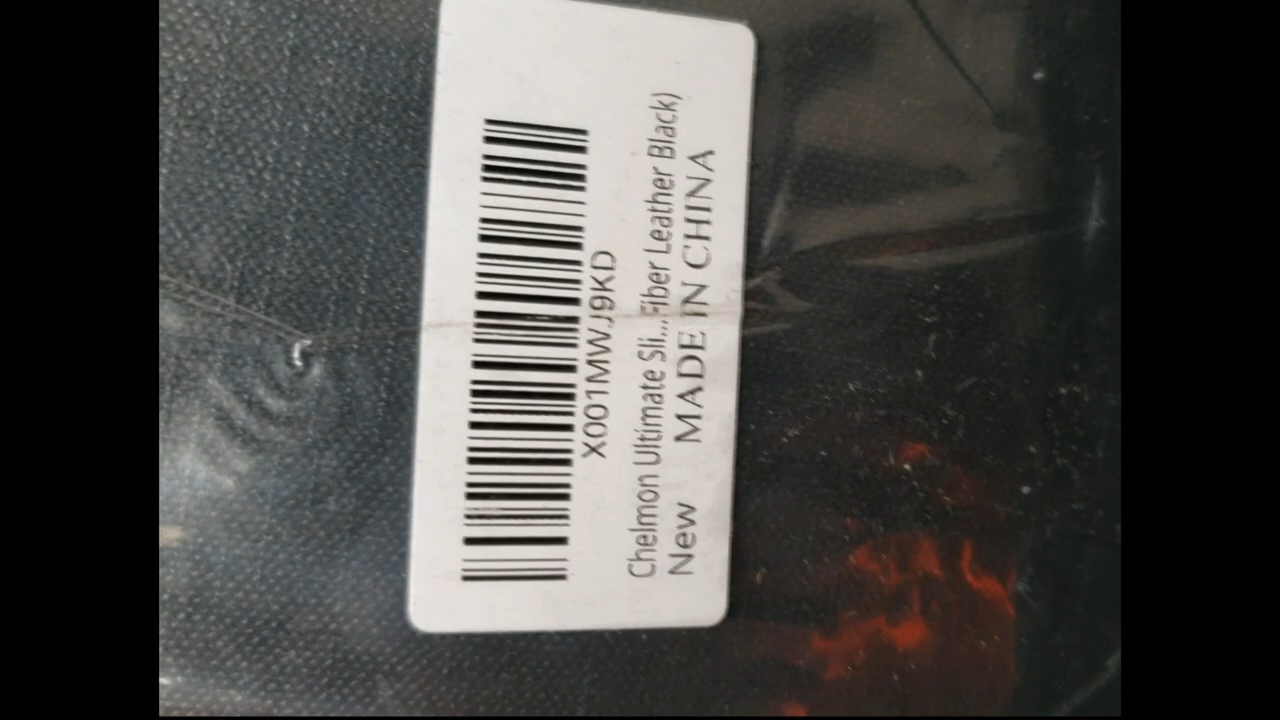 X001MWJ9KD
Chelmon Ultimate Sli...Fiber Leather Black)
New MADE IN CHINA